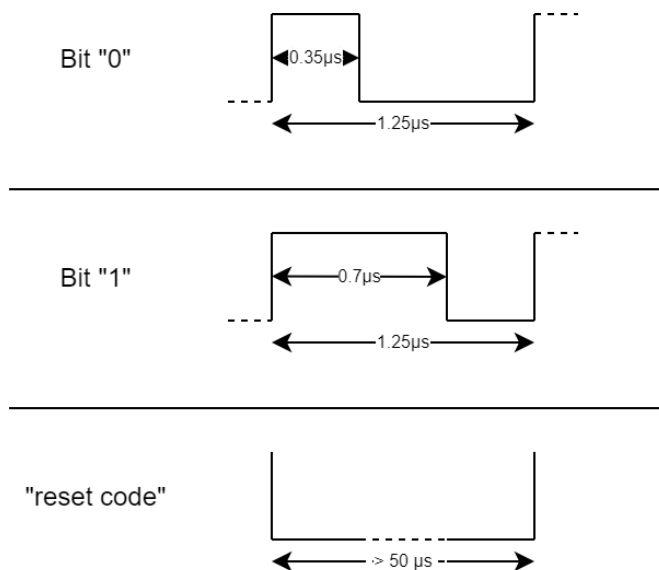 Bit "0"
0.35µs
1.25µs
Bit "1"
0.7µs
1.25µs
"reset code"
> 50 µs